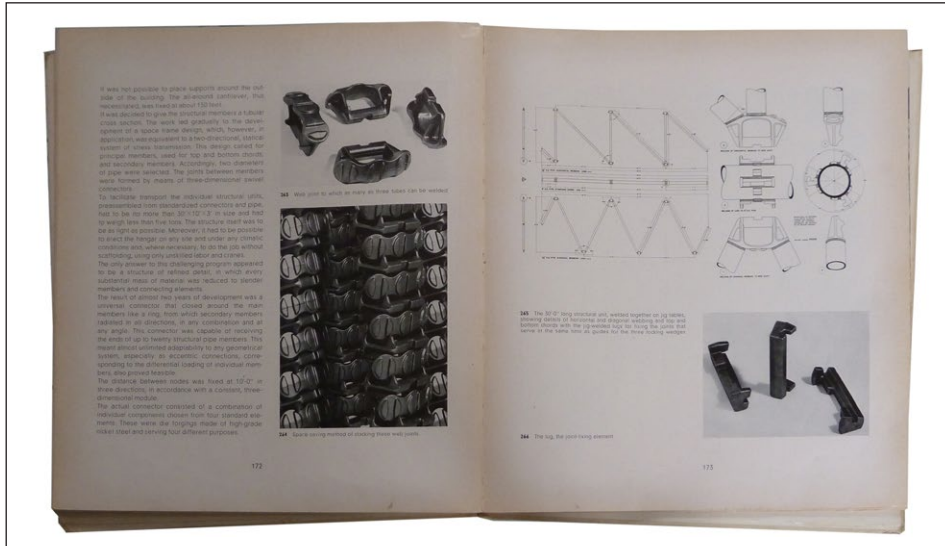 It was not possible to place supports around the out-
side of the building. The all-around cantilever, thus
necessitated, was fixed at about 150 feet.
It was decided to give the structural members a tubular
cross section. The work led gradually to the devel-
opment of a space frame design, which, however, in
application, was equivalent to a two-directional, statical
system of stress transmission. This design called for
principal members, used for top and bottom chords,
and secondary members. Accordingly, two diameters
of pipe were selected. The joints between members
were formed by means of three-dimensional swivel
connectors.
To facilitate transport the individual structural units,
preassembled from standardized connectors and pipe,
had to be no more than 30'/10'/3' in size and had
to weigh less than five tons. The structure itself was to
be as light as possible. Moreover, it had to be possible
to erect the hangar on any site and under any climatic
conditions and, where necessary, to do the job without
scaffolding, using only unskilled labor and cranes.
The only answer to this challenging program appeared
to be a structure of refined detail, in which every
substantial mass of material was reduced to slender
members and connecting elements.
The result of almost two years of development was a
universal connector that closed around the main
members like a ring, from which secondary members
radiated in all directions, in any combination and at
any angle. This connector was capable of receiving
the ends of up to twenty structural pipe members. This
meant almost unlimited adaptability to any geometrical
system, especially as eccentric connections, corre-
sponding to the differential loading of individual mem-
bers, also proved feasible.
The distance between nodes was fixed at 10'-0" in
three directions, in accordance with a constant, three-
dimensional module.
The actual connector consisted of a combination of
individual components chosen from four standard ele-
ments. These were die forgings made of high-grade
nickel steel and serving four different purposes.
363 Web joint to which as many as three tubes can be welded
364 Space-saving method of stacking these web joints
172
365 The 30'0" long structural unit, welded together on jig tables,
showing details of horizontal and diagonal webbing and top and
bottom chords with the jig-welded lugs for fixing the joints that
serve at the same time as guides for the three locking wedges
366 The lug, the joint-fixing element
173